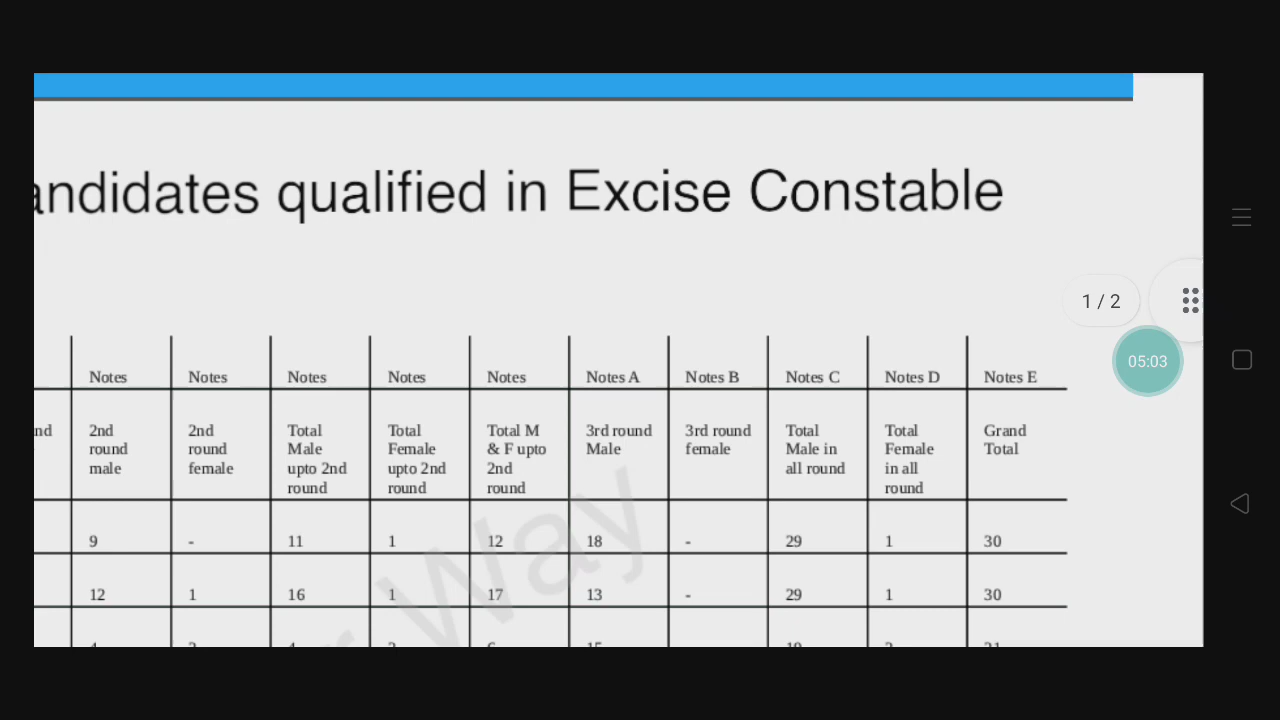 andidates qualified in Excise Constable
1 / 2
05:03
Notes Notes Notes Notes Notes Notes A Notes B Notes C Notes D Notes E
nd 2nd 2nd Total Total Total M 3rd round 3rd round Total Total Grand
round round Male Female & F upto Male female Male in Female Total
male female upto 2nd upto 2nd 2nd all round in all
round round round round
9 - 11 1 12 18 - 29 1 30
12 1 16 1 17 13 - 29 1 30
Way